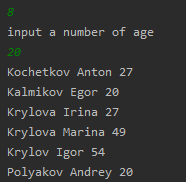 8
input a number of age
20
Kochetkov Anton 27
Kalmikov Egor 20
Krylova Irina 27
Krylova Marina 49
Krylov Igor 54
Polyakov Andrey 20